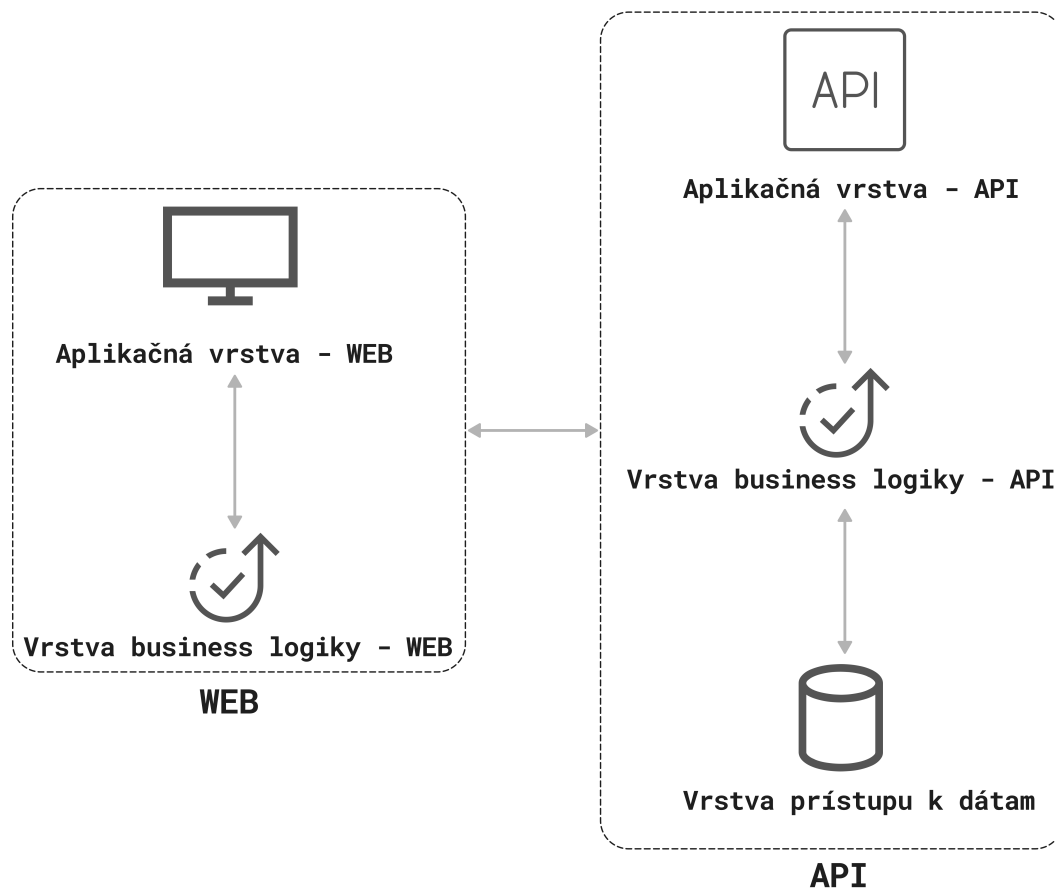 Aplikačná vrstva - WEB
Vrstva business logiky - WEB
WEB
API
Aplikačná vrstva - API
Vrstva business logiky - API
Vrstva prístupu k dátam
API